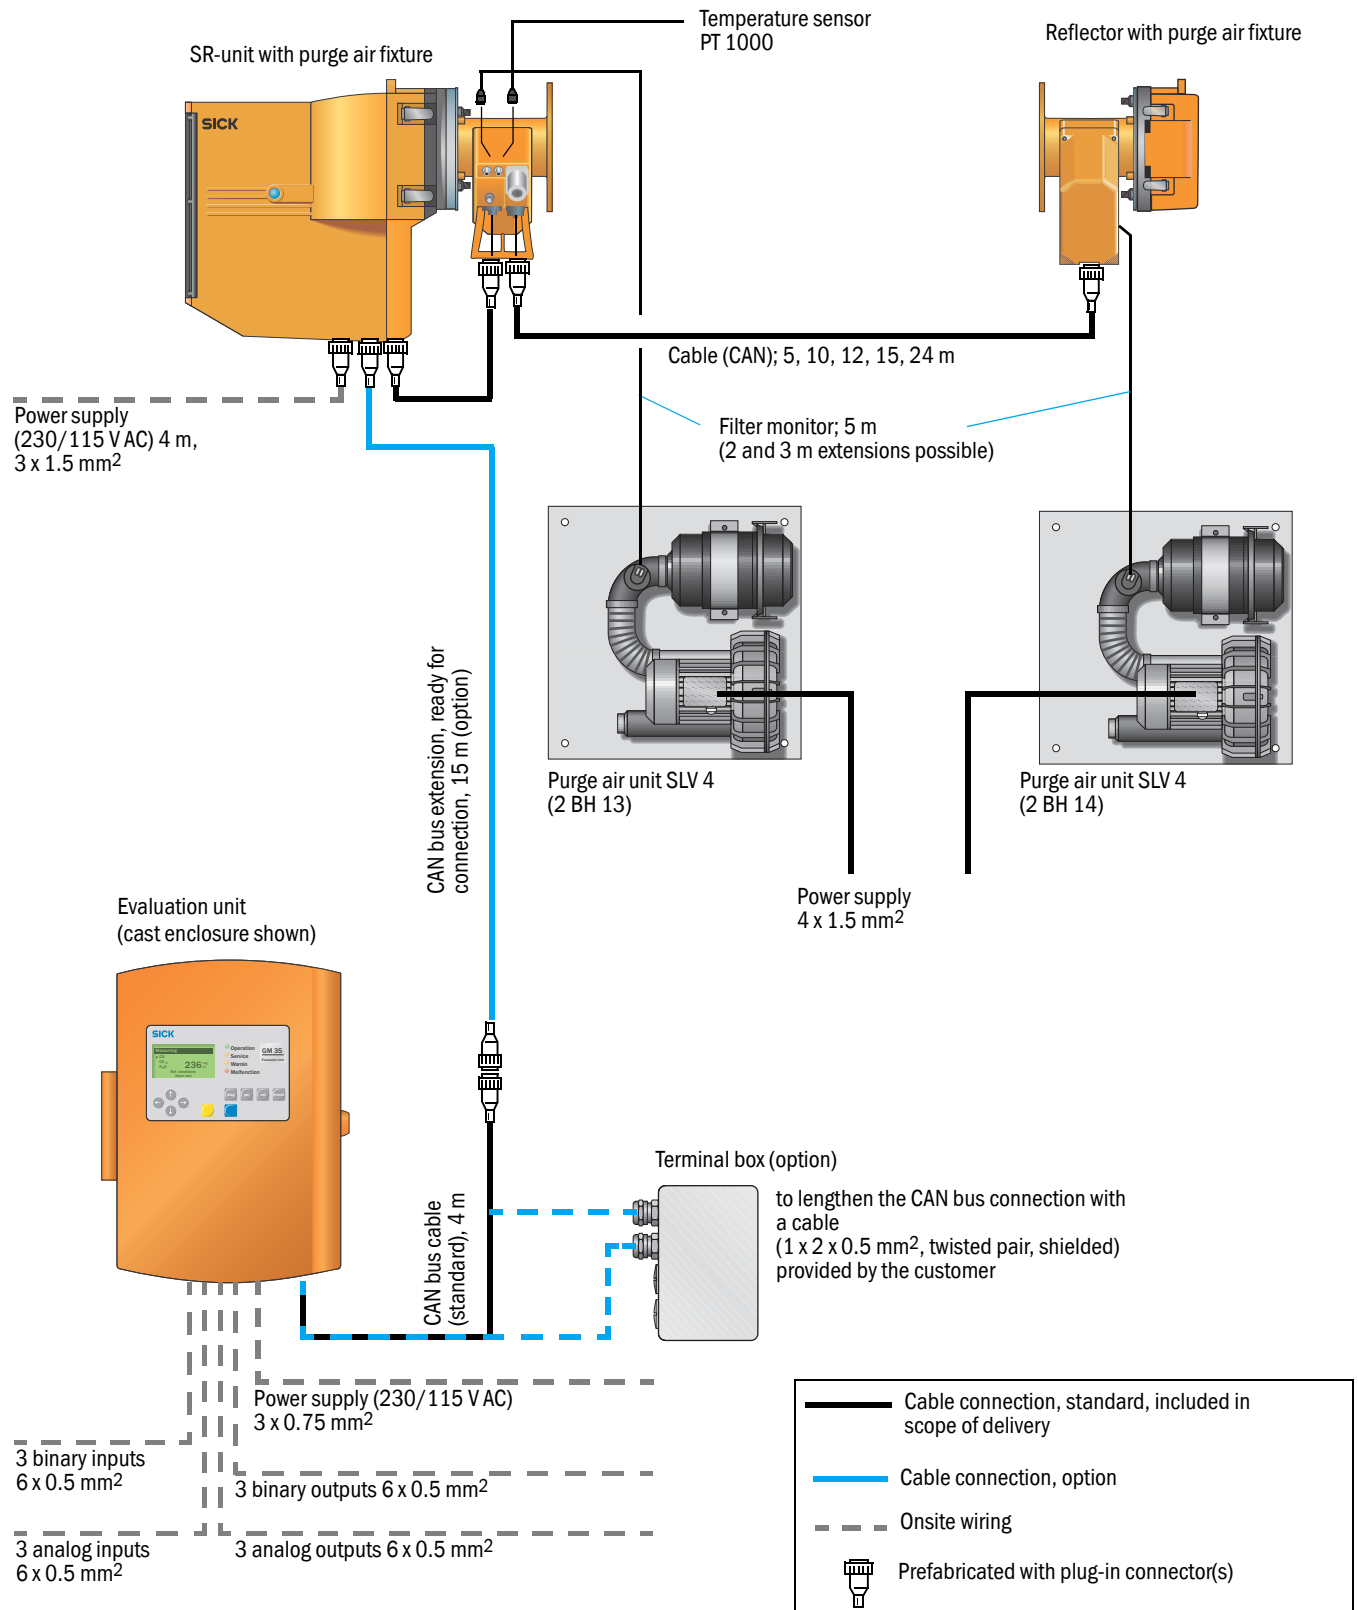 Temperature sensor
PT 1000
SR-unit with purge air fixture
Reflector with purge air fixture
SICK
Cable (CAN); 5, 10, 12, 15, 24 m
Power supply
(230/115 V AC) 4 m,
3 x 1.5 mm2
Filter monitor; 5 m
(2 and 3 m extensions possible)
CAN bus extension, ready for
connection, 15 m (option)
Purge air unit SLV 4
(2 BH 13)
Purge air unit SLV 4
(2 BH 14)
Power supply
4 x 1.5 mm2
Evaluation unit
(cast enclosure shown)
SICK
Measuring
236
Operation
Service
Warnin
Malfunction
GM 35
Terminal box (option)
to lengthen the CAN bus connection with
a cable
(1 x 2 x 0.5 mm2, twisted pair, shielded)
provided by the customer
CAN bus cable
(standard), 4 m
Power supply (230/115 V AC)
3 x 0.75 mm2
3 binary inputs
6 x 0.5 mm2
3 binary outputs 6 x 0.5 mm2
3 analog inputs
6 x 0.5 mm2
3 analog outputs 6 x 0.5 mm2
Cable connection, standard, included in
scope of delivery
Cable connection, option
Onsite wiring
Prefabricated with plug-in connector(s)